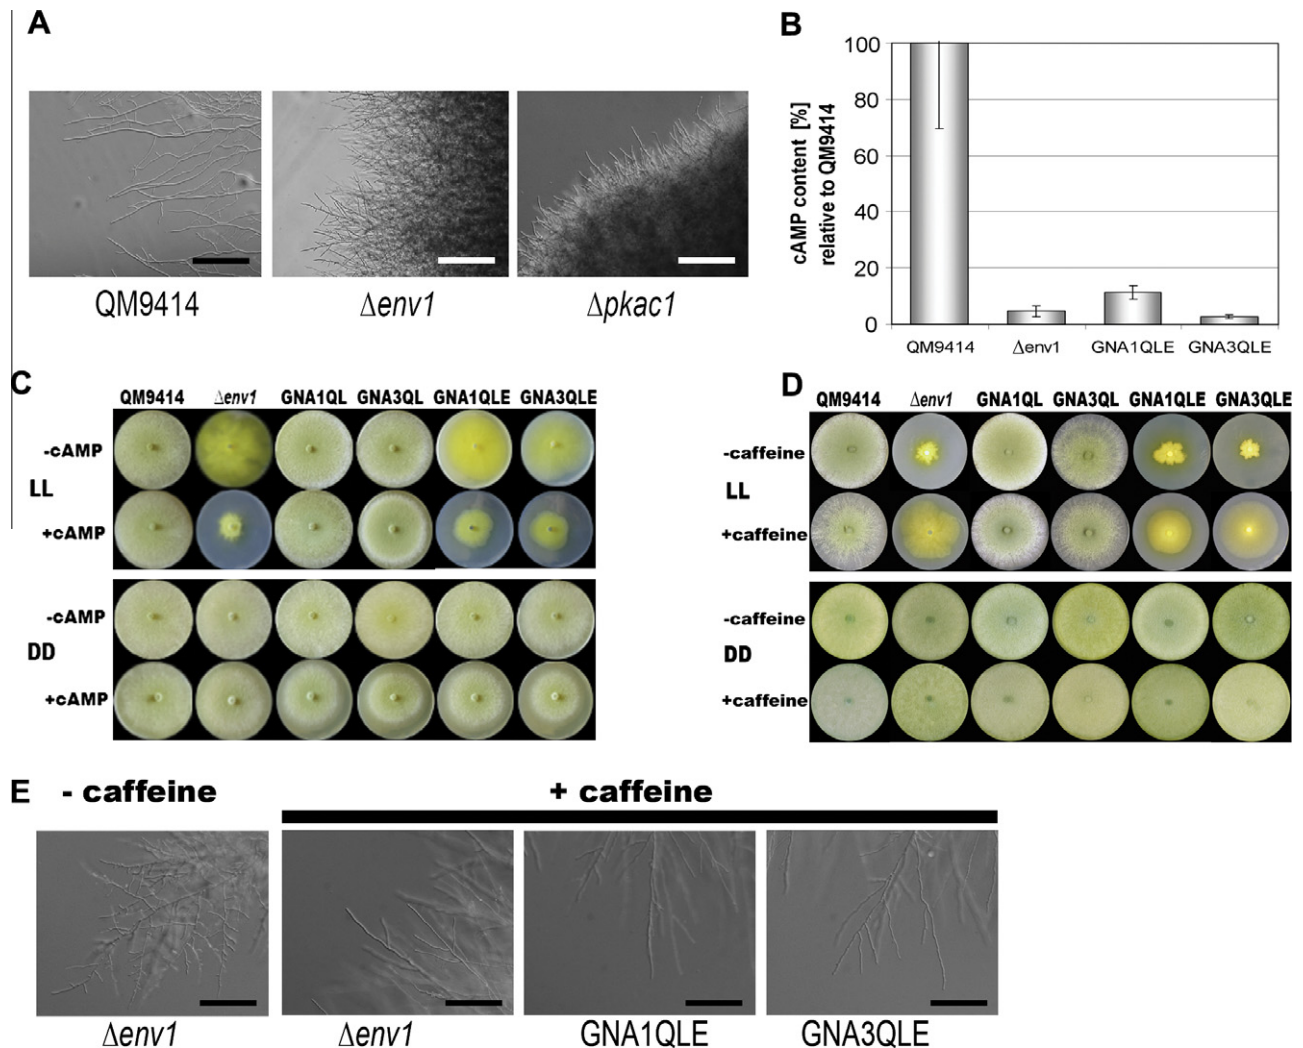 A
QM9414
Δenv1
Δpkac1
B
cAMP content [%]
relative to QM9414
100
80
60
40
20
0
QM9414 Δenv1 GNA1QLE GNA3QLE
C
QM9414 Δenv1 GNA1QL GNA3QL GNA1QLE GNA3QLE
-cAMP
LL
+cAMP
-cAMP
DD
+cAMP
D
QM9414 Δenv1 GNA1QL GNA3QL GNA1QLE GNA3QLE
-caffeine
LL
+caffeine
-caffeine
DD
+caffeine
E - caffeine + caffeine
Δenv1 Δenv1 GNA1QLE GNA3QLE